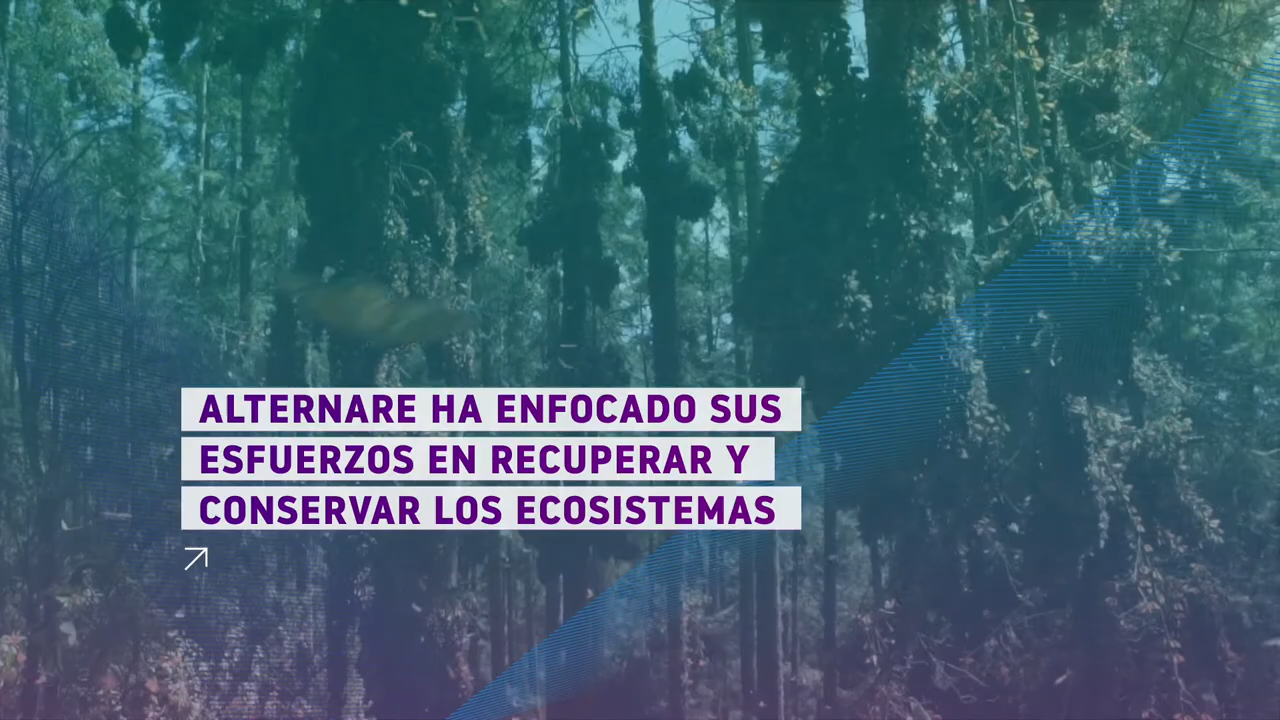 ALTERNARE HA ENFOCADO SUS
ESFUERZOS EN RECUPERAR Y
CONSERVAR LOS ECOSISTEMAS